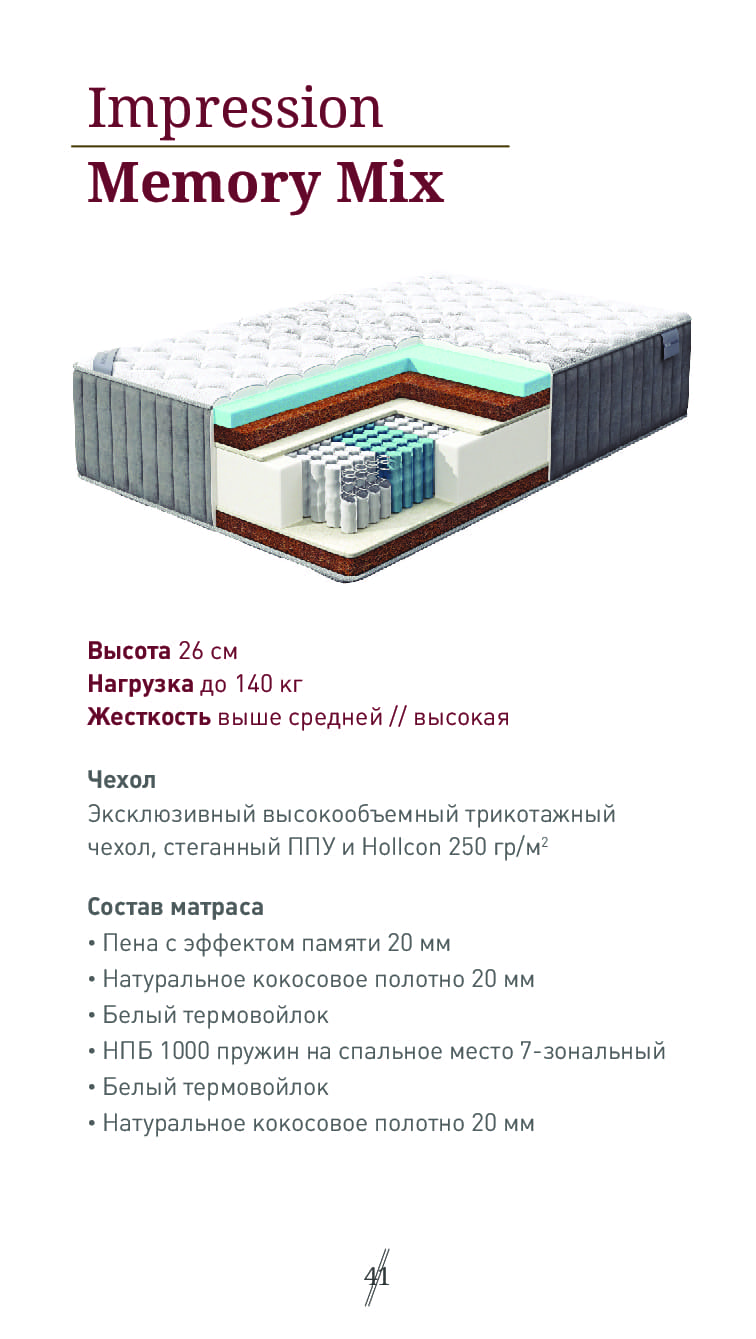 Impression
Memory Mix
Высота 26 см
Нагрузка до 140 кг
Жесткость выше средней // высокая
Чехол
Эксклюзивный высокообъемный трикотажный
чехол, стеганный ППУ и Hollcon 250 гр/м²
Состав матраса
• Пена с эффектом памяти 20 мм
• Натуральное кокосовое полотно 20 мм
• Белый термовойлок
• НПБ 1000 пружин на спальное место 7-зональный
• Белый термовойлок
• Натуральное кокосовое полотно 20 мм
41